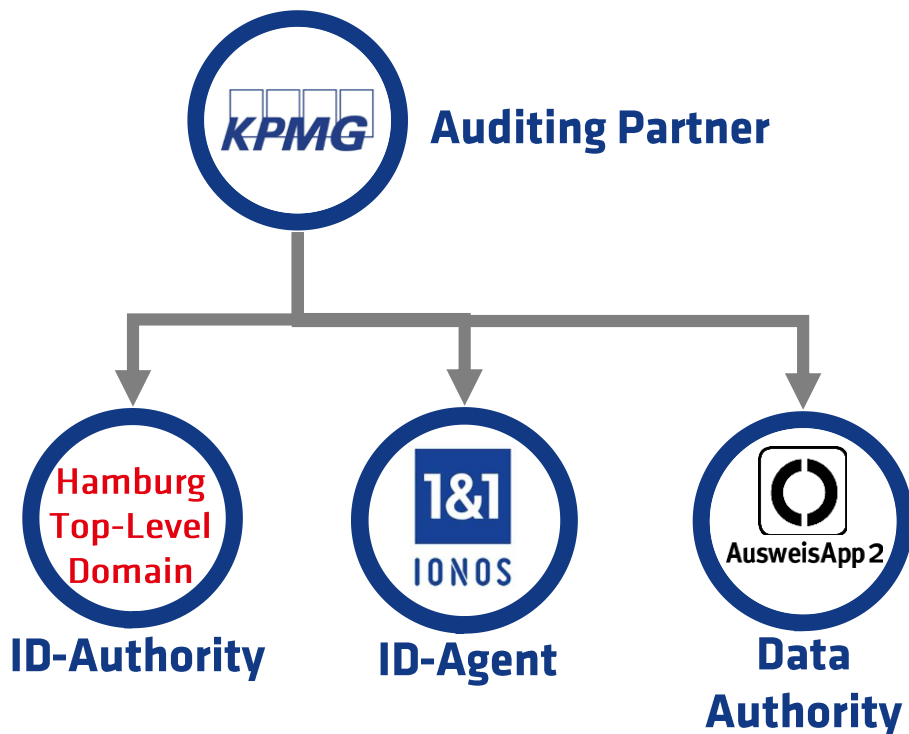 KPMG
Auditing Partner
Hamburg
Top-Level
Domain
1&1
IONOS
AusweisApp2
ID-Authority
ID-Agent
Data
Authority